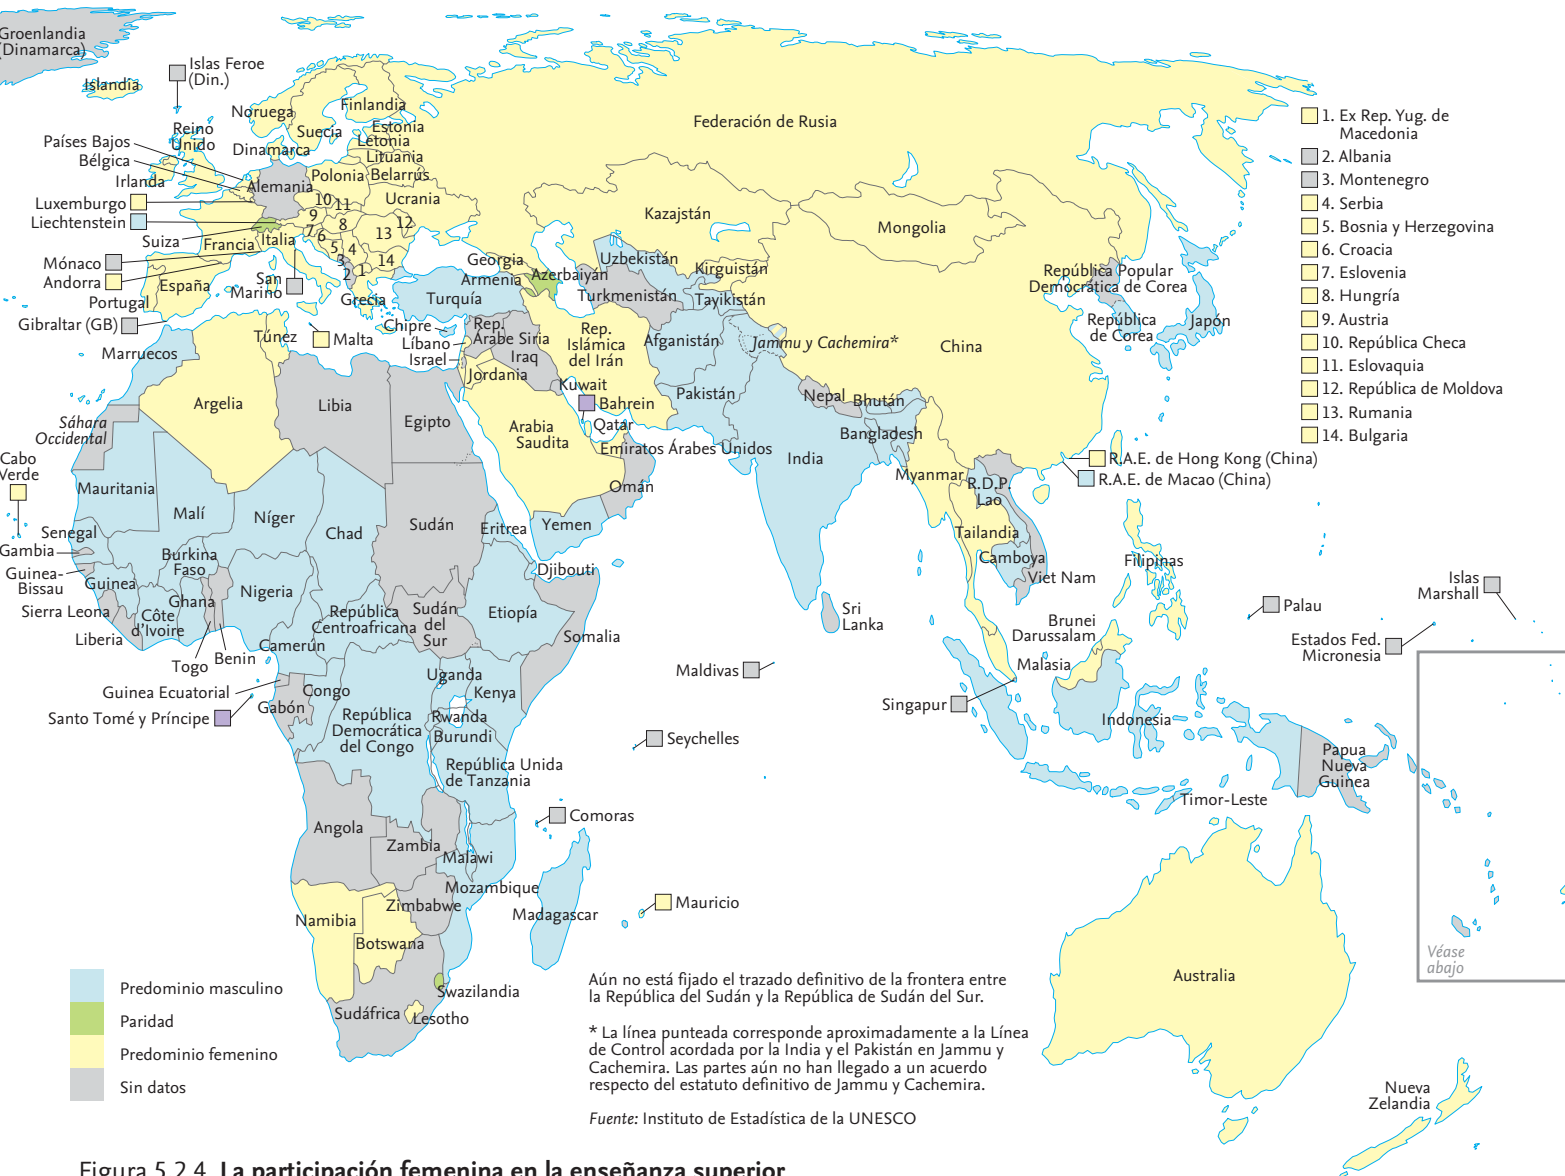 Groenlandia
(Dinamarca)
Islas Feroe
(Din.)
Islandia
Noruega
Finlandia
Suecia
Reino
Unido
Países Bajos
Bélgica
Irlanda
Dinamarca
Estonia
Letonia
Lituania
Polonia
Belarrús
Alemania
Ucrania
Luxemburgo
Liechtenstein
Suiza
Francia
Italia
Mónaco
Andorra
Portugal
España
San
Marino
Gibraltar (GB)
Grecia
Malta
10
11
9
8
12
7
6
13
5
4
3
14
2
1
Federación de Rusia
Kazajstán
Mongolia
Georgia
Armenia
Azerbaiyán
Uzbekistán
Turkmenistán
Kirguistán
Tayikistán
Turquía
Chipre
Líbano
Israel
Rep.
Árabe Siria
Iraq
Jordania
Rep.
Islámica
del Irán
Afganistán
Jammu y Cachemira*
China
República Popular
Democrática de Corea
República
de Corea
Japón
Kuwait
Bahrein
Qatar
Arabia
Saudita
Emiratos Árabes Unidos
Omán
Yemen
Pakistán
Nepal
Bhután
Bangladesh
India
Sri
Lanka
Maldivas
Myanmar
R.D.P.
Lao
Tailandia
Camboya
Viet Nam
R.A.E. de Hong Kong (China)
R.A.E. de Macao (China)
Filipinas
Brunei
Darussalam
Malasia
Singapur
Indonesia
Timor-Leste
Papua
Nueva
Guinea
Palau
Islas
Marshall
Estados Fed.
Micronesia
Australia
Nueva
Zelandia
Véase
abajo
Marruecos
Túnez
Argelia
Libia
Egipto
Sáhara
Occidental
Cabo
Verde
Mauritania
Malí
Níger
Chad
Sudán
Eritrea
Djibouti
Senegal
Gambia
Guinea-
Bissau
Guinea
Sierra Leona
Liberia
Côte
d'Ivoire
Burkina
Faso
Ghana
Togo
Benin
Nigeria
Camerún
República
Centroafricana
Sudán
del
Sur
Etiopía
Somalia
Guinea Ecuatorial
Santo Tomé y Príncipe
Gabón
Congo
República
Democrática
del Congo
Uganda
Kenya
Rwanda
Burundi
República Unida
de Tanzania
Seychelles
Comoras
Angola
Zambia
Malawi
Mozambique
Zimbabwe
Madagascar
Mauricio
Namibia
Botswana
Swazilandia
Sudáfrica
Lesotho
1. Ex Rep. Yug. de
Macedonia
2. Albania
3. Montenegro
4. Serbia
5. Bosnia y Herzegovina
6. Croacia
7. Eslovenia
8. Hungría
9. Austria
10. República Checa
11. Eslovaquia
12. República de Moldova
13. Rumania
14. Bulgaria
Predominio masculino
Paridad
Predominio femenino
Sin datos
Aún no está fijado el trazado definitivo de la frontera entre
la República del Sudán y la República de Sudán del Sur.
* La línea punteada corresponde aproximadamente a la Línea
de Control acordada por la India y el Pakistán en Jammu y
Cachemira. Las partes aún no han llegado a un acuerdo
respecto del estatuto definitivo de Jammu y Cachemira.
Fuente: Instituto de Estadística de la UNESCO
Figura 5.2.4 La participación femenina en la enseñanza superior